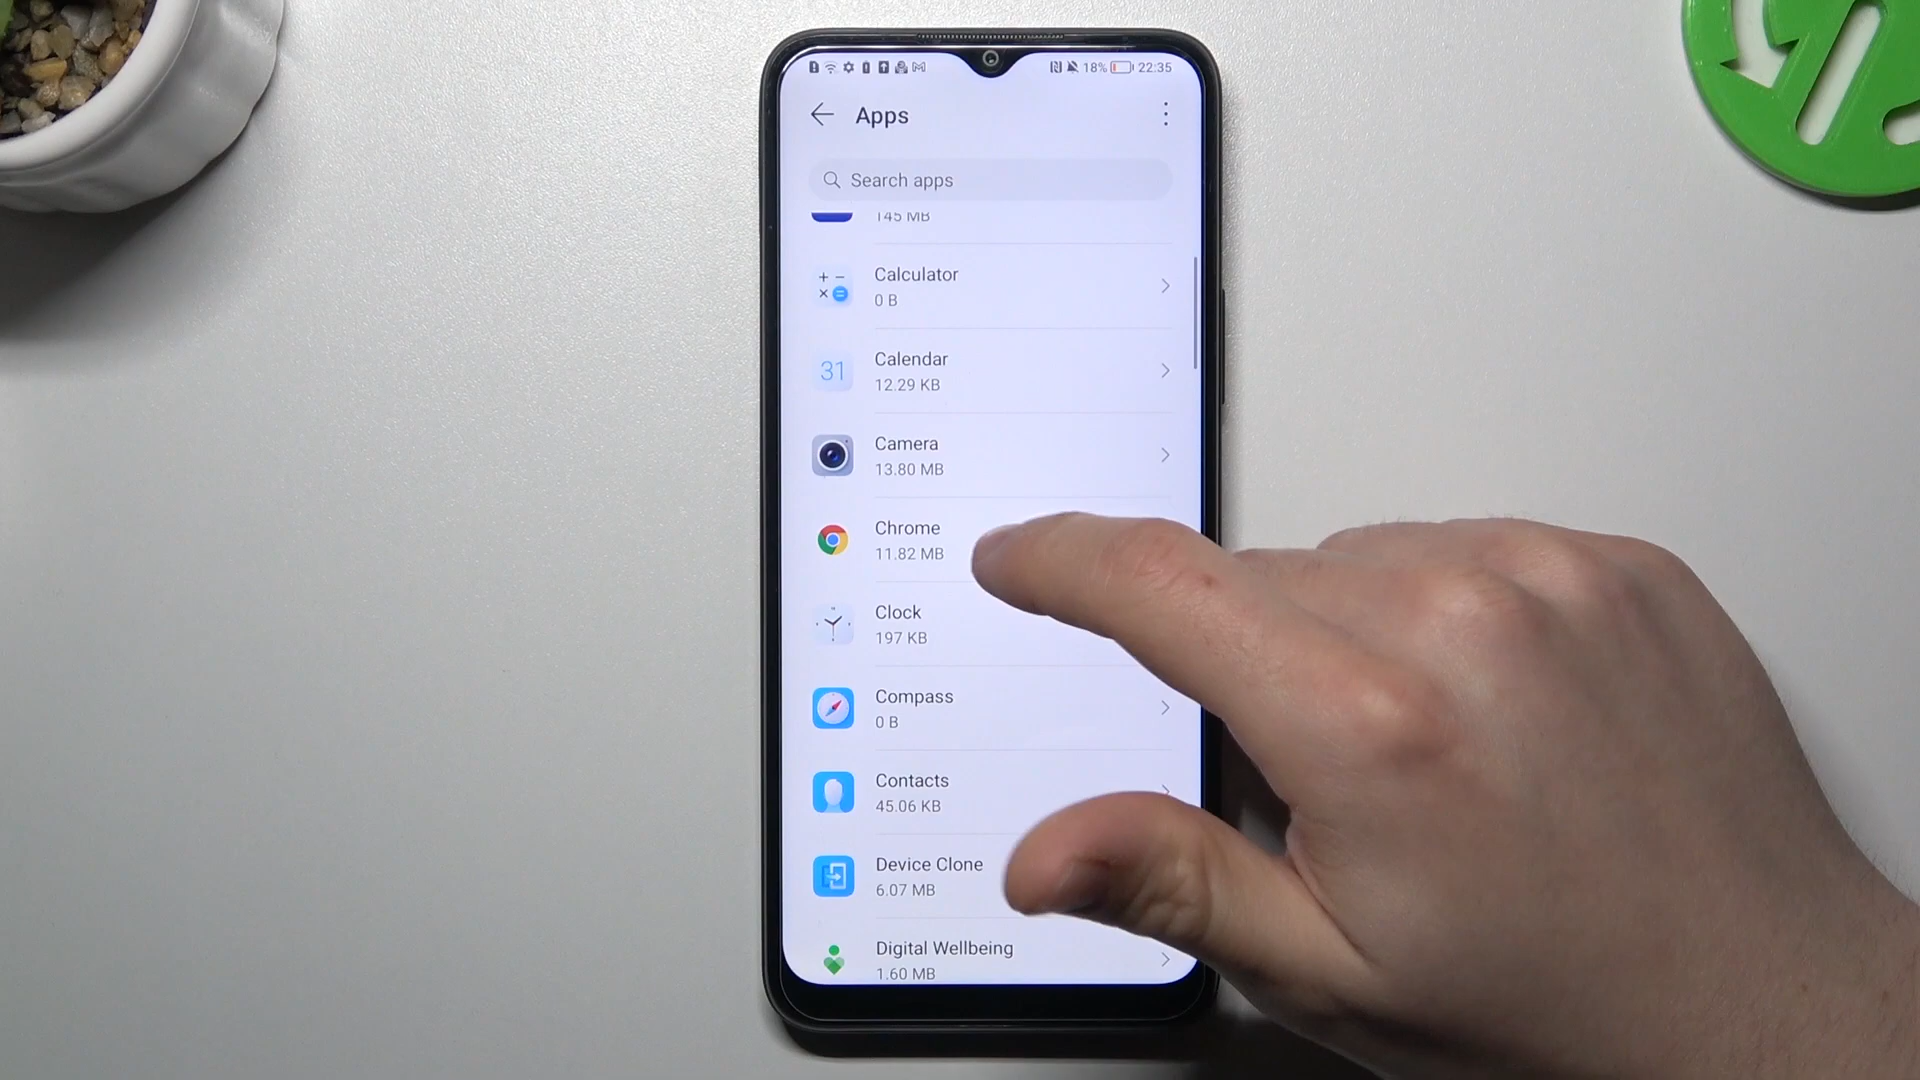 18% 22:35
Apps
Search apps
145 MB
Calculator
0 B
31
Calendar
12.29 KB
Camera
13.80 MB
Chrome
11.82 MB
Clock
197 KB
Compass
0 B
Contacts
45.06 KB
Device Clone
6.07 MB
Digital Wellbeing
1.60 MB